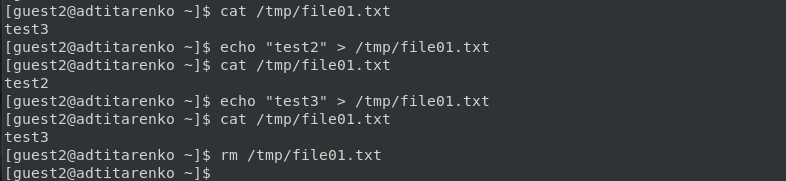 [guest2@adtitarenko ~]$ cat /tmp/file01.txt
test3
[guest2@adtitarenko ~]$ echo "test2" > /tmp/file01.txt
[guest2@adtitarenko ~]$ cat /tmp/file01.txt
test2
[guest2@adtitarenko ~]$ echo "test3" > /tmp/file01.txt
[guest2@adtitarenko ~]$ cat /tmp/file01.txt
test3
[guest2@adtitarenko ~]$ rm /tmp/file01.txt
[guest2@adtitarenko ~]$